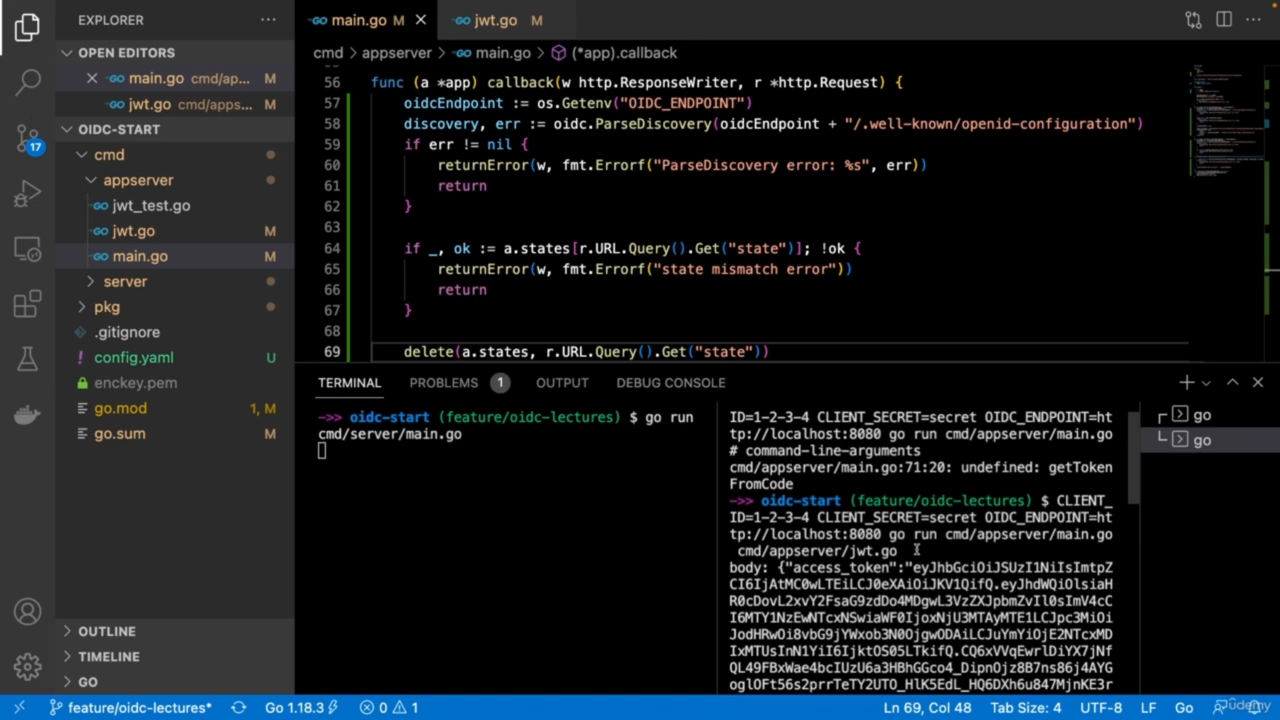 EXPLORER
OPEN EDITORS
main.go cmd/ap... M
jwt.go cmd/apps... M
OIDC-START
cmd
appserver
jwt_test.go
jwt.go M
main.go M
server
pkg
.gitignore
config.yaml U
enckey.pem
go.mod 1, M
go.sum M
OUTLINE
TIMELINE
GO
17
main.go M
jwt.go M
cmd > appserver > main.go > (*app).callback
56 func (a *app) callback(w http.ResponseWriter, r *http.Request) {
57 oidcEndpoint := os.Getenv("OIDC_ENDPOINT")
58 discovery, err := oidc.ParseDiscovery(oidcEndpoint + "/.well-known/openid-configuration")
59 if err != nil {
60 returnError(w, fmt.Errorf("ParseDiscovery error: %s", err))
61 return
62 }
63
64 if _, ok := a.states[r.URL.Query().Get("state")]; !ok {
65 returnError(w, fmt.Errorf("state mismatch error"))
66 return
67 }
68
69 delete(a.states, r.URL.Query().Get("state"))
TERMINAL PROBLEMS 1 OUTPUT DEBUG CONSOLE
->> oidc-start (feature/oidc-lectures) $ go run
cmd/server/main.go
ID=1-2-3-4 CLIENT_SECRET=secret OIDC_ENDPOINT=ht
tp://localhost:8080 go run cmd/appserver/main.go
# command-line-arguments
cmd/appserver/main.go:71:20: undefined: getToken
FromCode
->> oidc-start (feature/oidc-lectures) $ CLIENT_
ID=1-2-3-4 CLIENT_SECRET=secret OIDC_ENDPOINT=ht
tp://localhost:8080 go run cmd/appserver/main.go
cmd/appserver/jwt.go
body: {"access_token":"eyJhbGciOiJSUzI1NiIsImtpZ
CI6IjAtMC0wLTEiLCJ0eXAiOiJKV1QifQ.eyJhdWQiOlsiaH
R0cDovL2xvY2FsaG9zdDo4MDgwL3VzZXJpbmZvIl0sImV4cC
go
go
feature/oidc-lectures* Go 1.18.3 0 1 Ln 69, Col 48 Tab Size: 4 UTF-8 LF Go
Udemy